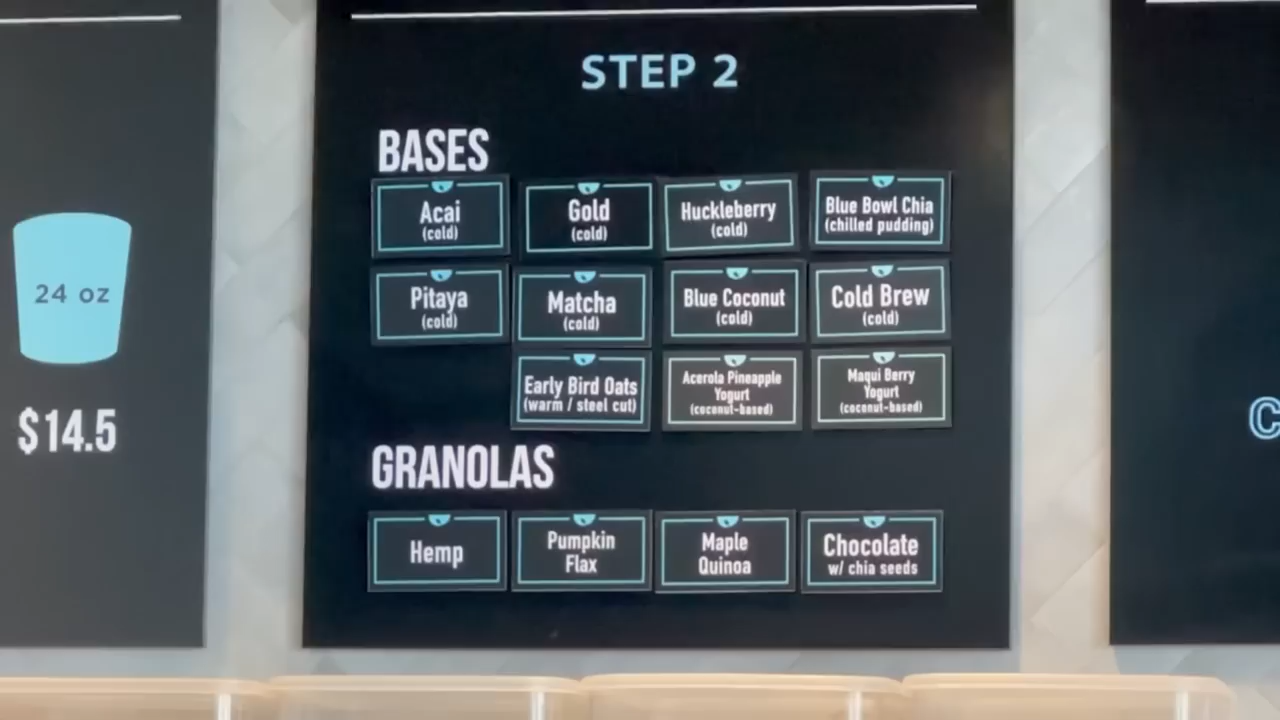 STEP 2
BASES
Acai
(cold)
Gold
(cold)
Huckleberry
(cold)
Blue Bowl Chia
(chilled pudding)
Pitaya
(cold)
Matcha
(cold)
Blue Coconut
(cold)
Cold Brew
(cold)
Early Bird Oats
(warm / steel cut)
Acerola Pineapple
Yogurt
(coconut-based)
Maqui Berry
Yogurt
(coconut-based)
GRANOLAS
Hemp
Pumpkin
Flax
Maple
Quinoa
Chocolate
w/ chia seeds
24 oz
$14.5
C